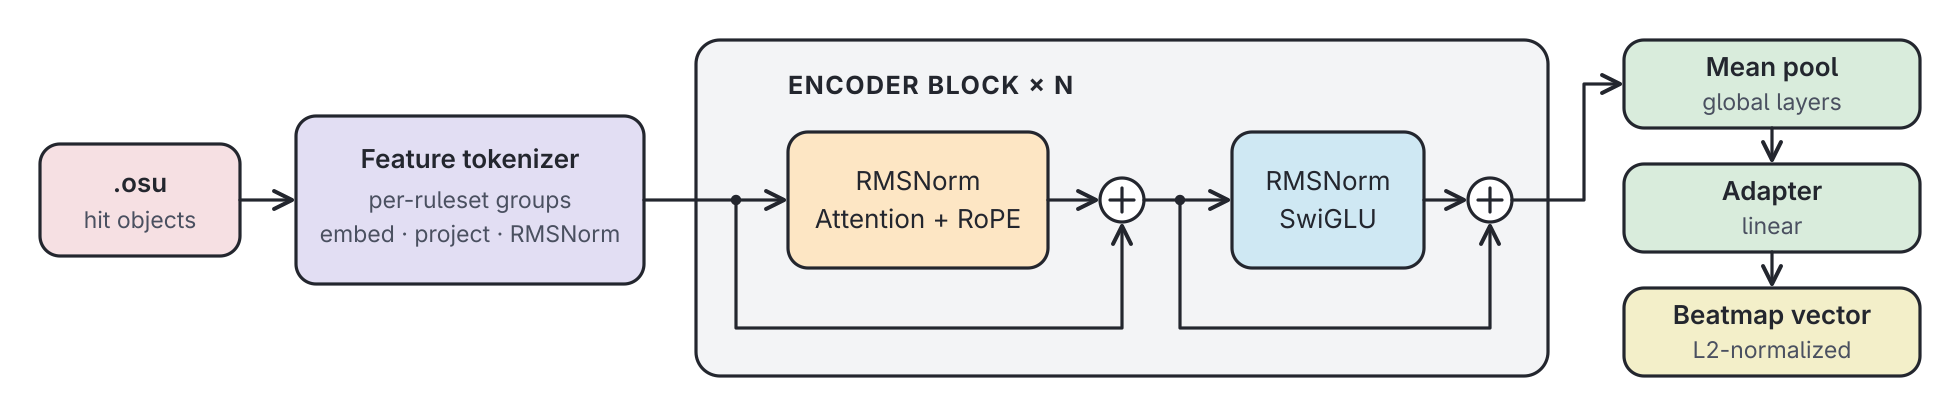 .osu
hit objects
Feature tokenizer
per-ruleset groups
embed · project · RMSNorm
ENCODER BLOCK × N
RMSNorm
Attention + RoPE
RMSNorm
SwiGLU
Mean pool
global layers
Adapter
linear
Beatmap vector
L2-normalized